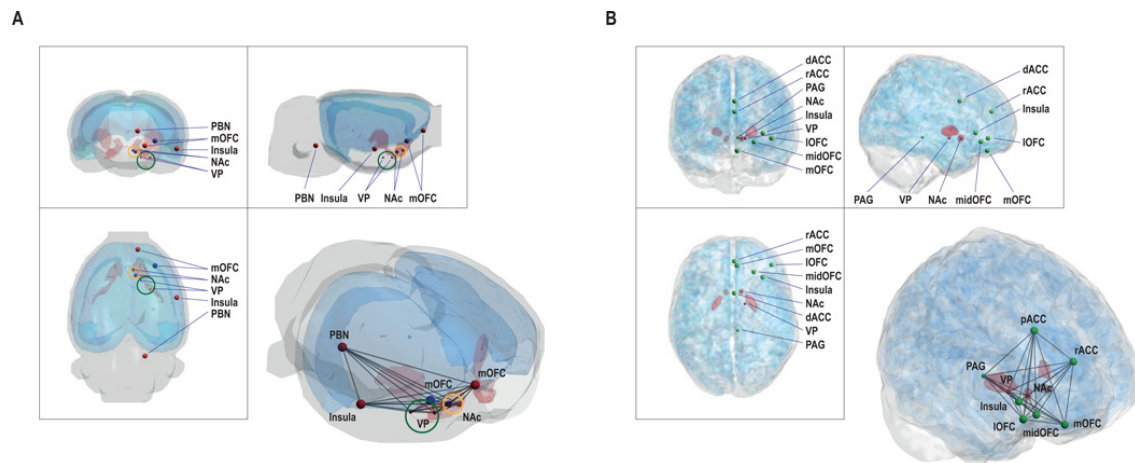 A
PBN
mOFC
Insula
NAc
VP
PBN Insula VP NAc mOFC
mOFC
NAc
VP
Insula
PBN
PBN
mOFC
mOFC
Insula
VP
NAc
B
dACC
rACC
PAG
NAc
Insula
VP
lOFC
midOFC
mOFC
dACC
rACC
Insula
lOFC
PAG VP NAc midOFC mOFC
rACC
mOFC
lOFC
midOFC
Insula
NAc
dACC
VP
PAG
pACC
rACC
PAG
VP
NAc
Insula
lOFC
midOFC
mOFC